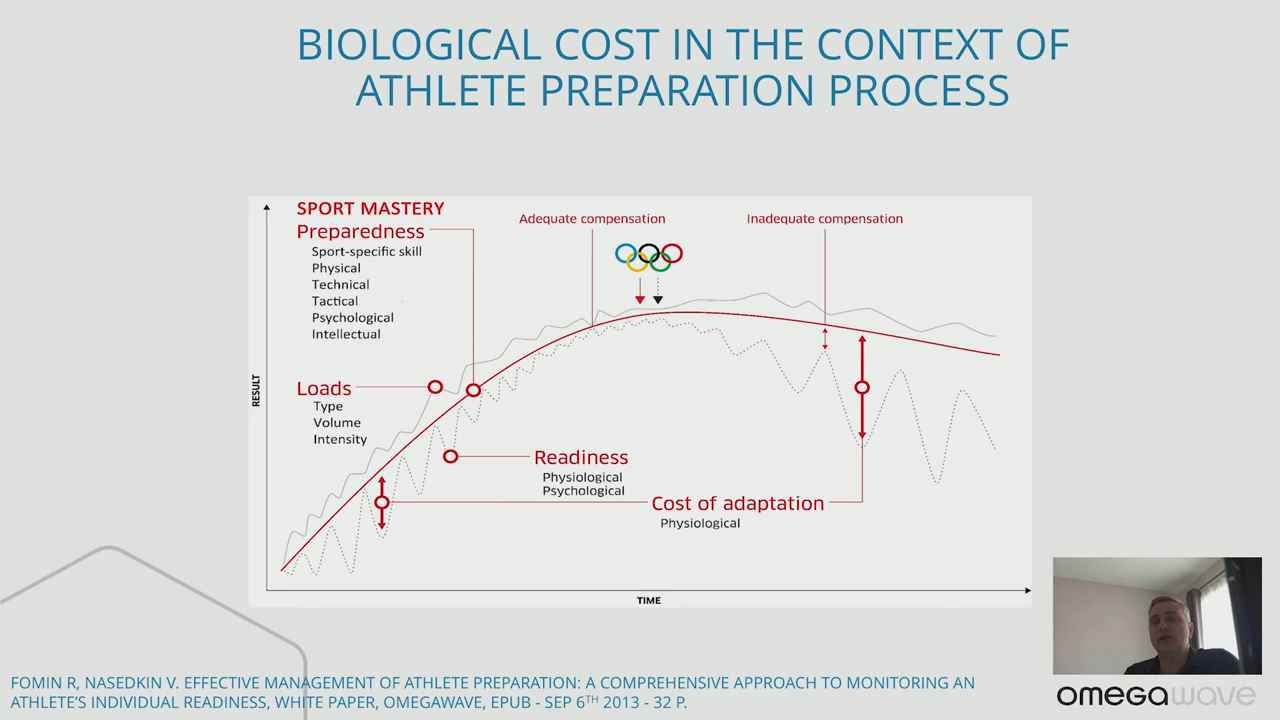 BIOLOGICAL COST IN THE CONTEXT OF
ATHLETE PREPARATION PROCESS
SPORT MASTERY
Preparedness
Sport-specific skill
Physical
Technical
Tactical
Psychological
Intellectual
Adequate compensation
Inadequate compensation
Loads
Type
Volume
Intensity
RESULT
Readiness
Physiological
Psychological
Cost of adaptation
Physiological
TIME
FOMIN R, NASEDKIN V. EFFECTIVE MANAGEMENT OF ATHLETE PREPARATION: A COMPREHENSIVE APPROACH TO MONITORING AN
ATHLETE'S INDIVIDUAL READINESS, WHITE PAPER, OMEGAWAVE, EPUB - SEP 6TH 2013 - 32 P.
omegawave